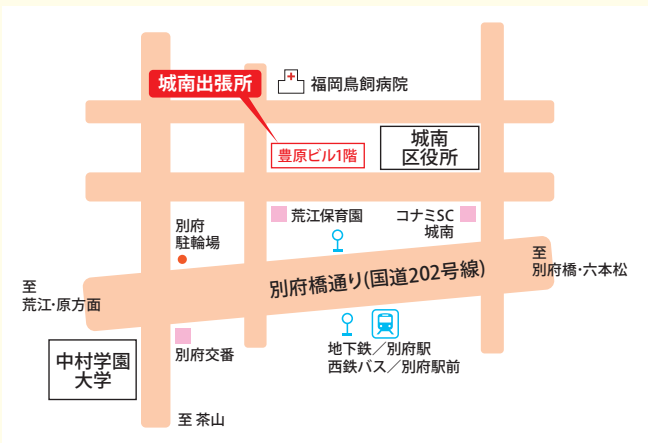 城南出張所
福岡鳥飼病院
豊原ビル1階
城南
区役所
荒江保育園
コナミSC
城南
別府
駐輪場
至
別府橋・六本松
別府橋通り(国道202号線)
至
荒江・原方面
別府交番
地下鉄／別府駅
西鉄バス／別府駅前
中村学園
大学
至 茶山